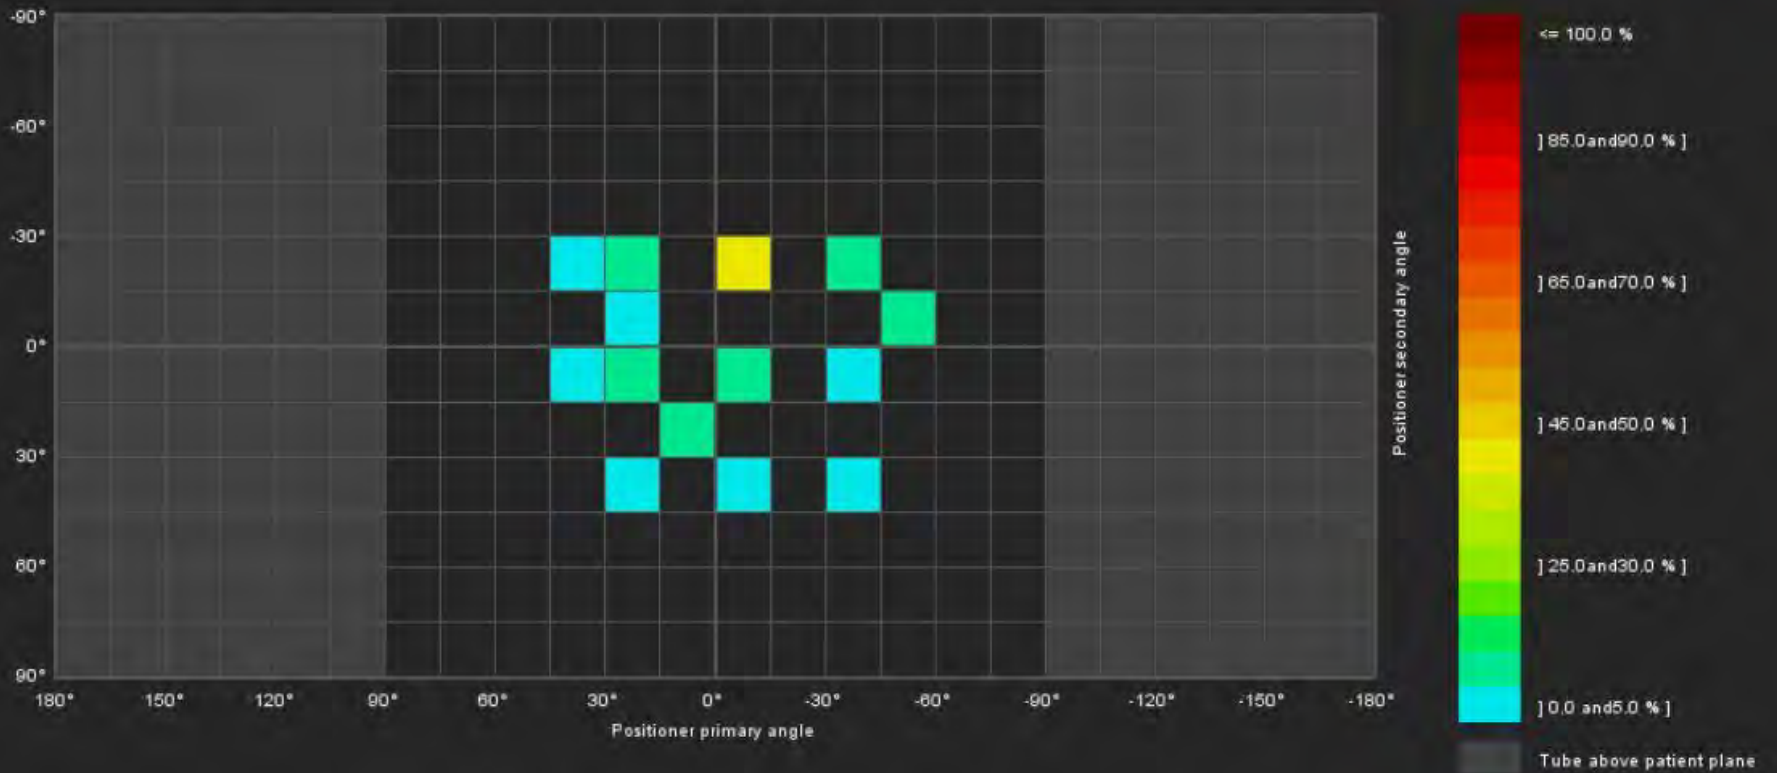 -90°
-60°
-30°
0°
30°
60°
90°
180° 150° 120° 90° 60° 30° 0° -30° -60° -90° -120° -150° -180°
Positioner primary angle
Positioner secondary angle
<= 100.0 %
] 85.0and90.0 % ]
] 65.0and70.0 % ]
] 45.0and50.0 % ]
] 25.0and30.0 % ]
] 0.0 and5.0 % ]
Tube above patient plane